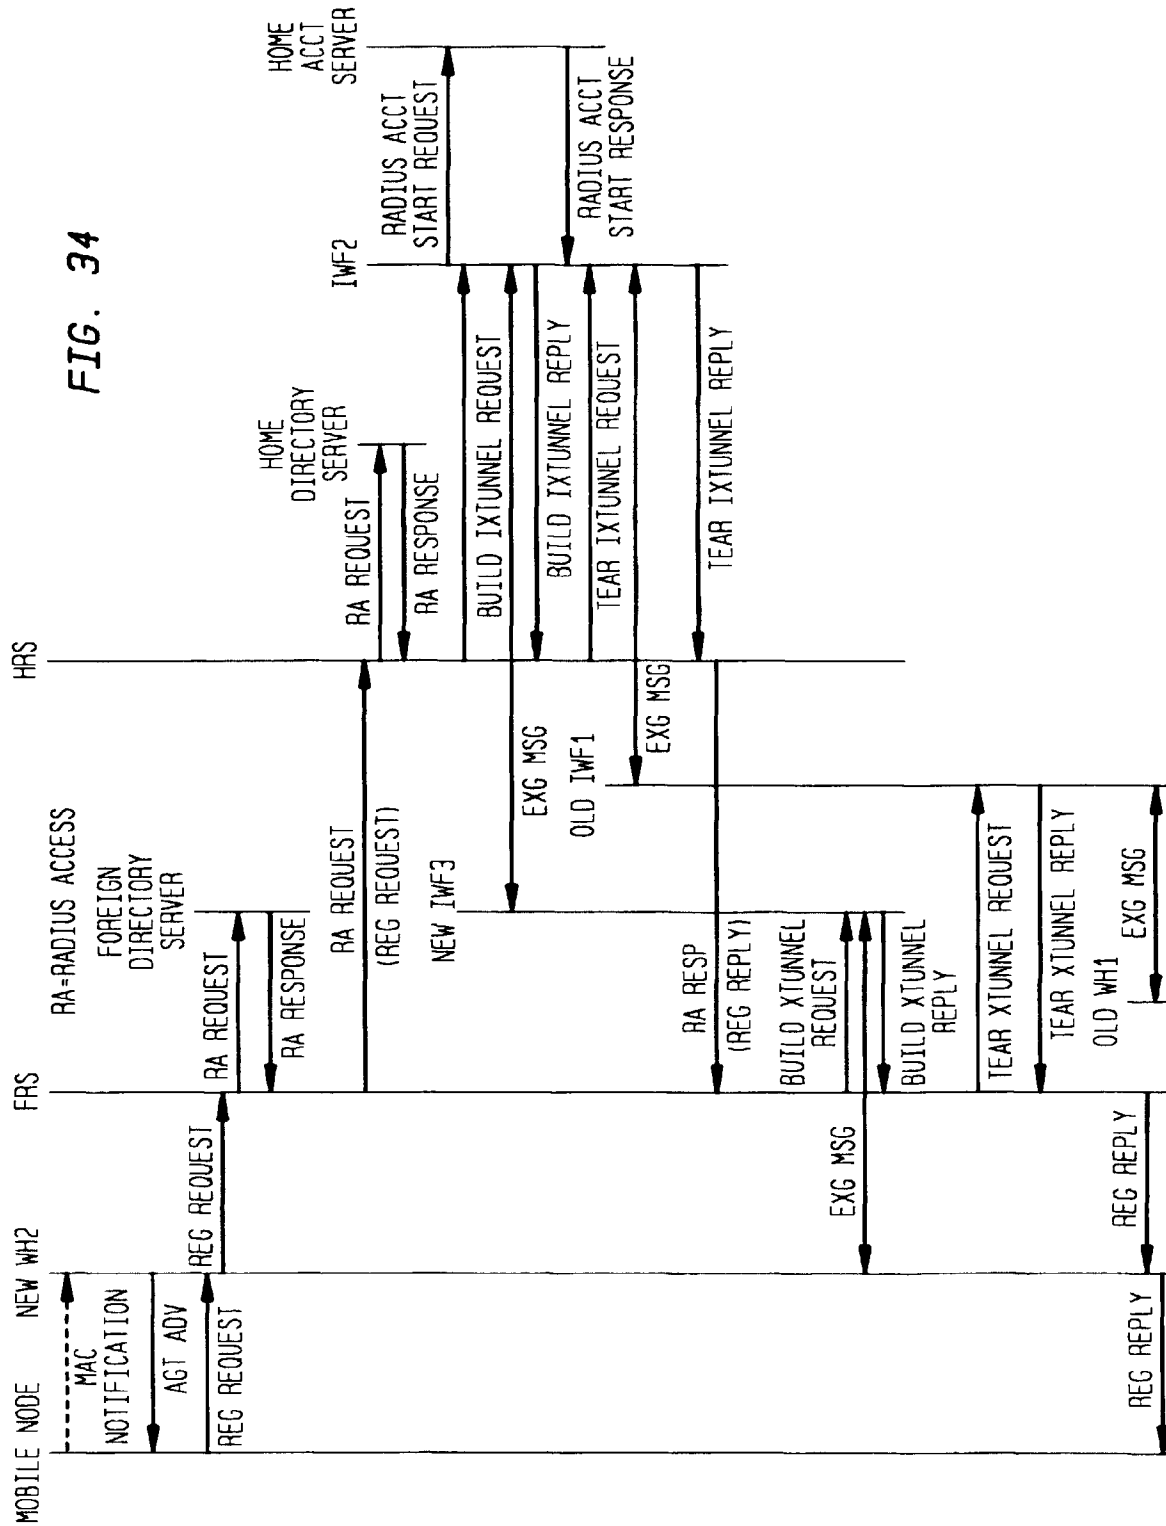 FIG. 34
MOBILE NODE
NEW WH2
FRS
HRS
IWF2
HOME
ACCT
SERVER
RA=RADIUS ACCESS
FOREIGN
DIRECTORY
SERVER
HOME
DIRECTORY
SERVER
MAC
NOTIFICATION
AGT ADV
REG REQUEST
REG REQUEST
RA REQUEST
RA RESPONSE
RA REQUEST
(REG REQUEST)
RA REQUEST
RA RESPONSE
RADIUS ACCT
START REQUEST
BUILD IXTUNNEL REQUEST
NEW IWF3
EXG MSG
BUILD IXTUNNEL REPLY
RADIUS ACCT
START RESPONSE
TEAR IXTUNNEL REQUEST
OLD IWF1
EXG MSG
TEAR IXTUNNEL REPLY
RA RESP
(REG REPLY)
BUILD XTUNNEL
REQUEST
EXG MSG
BUILD XTUNNEL
REPLY
TEAR XTUNNEL REQUEST
TEAR XTUNNEL REPLY
OLD WH1
EXG MSG
REG REPLY
REG REPLY